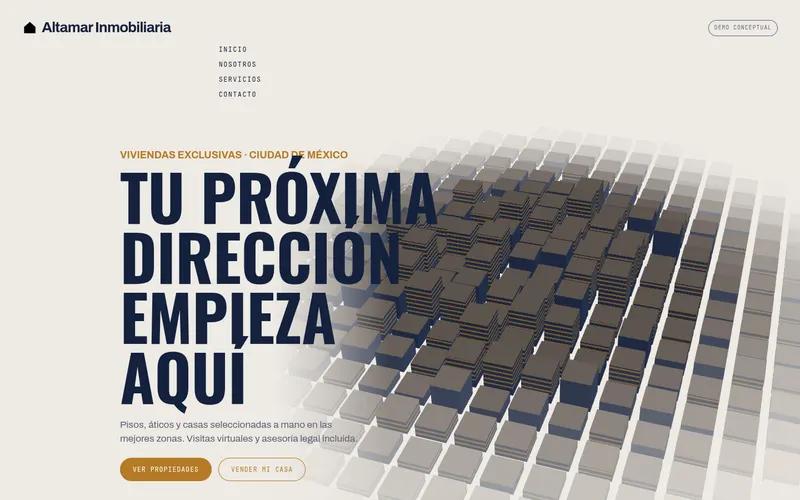 Altamar Inmobiliaria
DEMO CONCEPTUAL
INICIO
NOSOTROS
SERVICIOS
CONTACTO
VIVIENDAS EXCLUSIVAS · CIUDAD DE MÉXICO
TU PRÓXIMA
DIRECCIÓN
EMPIEZA
AQUÍ
Pisos, áticos y casas seleccionadas a mano en las
mejores zonas. Visitas virtuales y asesoría legal incluida.
VER PROPIEDADES
VENDER MI CASA